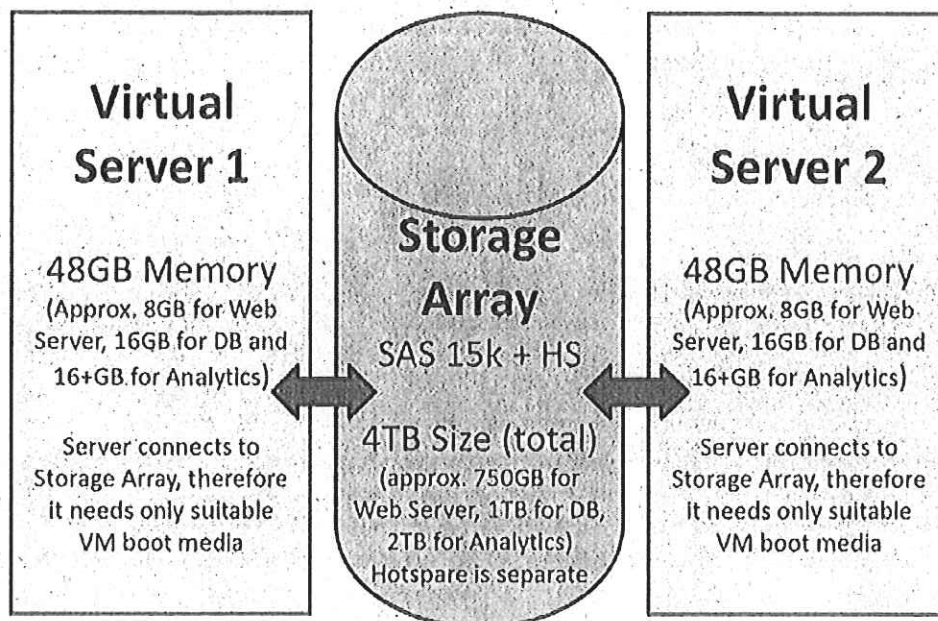 Virtual
Server 1
48GB Memory
(Approx. 8GB for Web
Server, 16GB for DB and
16+GB for Analytics)
Server connects to
Storage Array, therefore
it needs only suitable
VM boot media
Storage
Array
SAS 15k + HS
4TB Size (total)
(approx. 750GB for
Web Server, 1TB for DB,
2TB for Analytics)
Hotspare is separate
Virtual
Server 2
48GB Memory
(Approx. 8GB for Web
Server, 16GB for DB and
16+GB for Analytics)
Server connects to
Storage Array, therefore
it needs only suitable
VM boot media